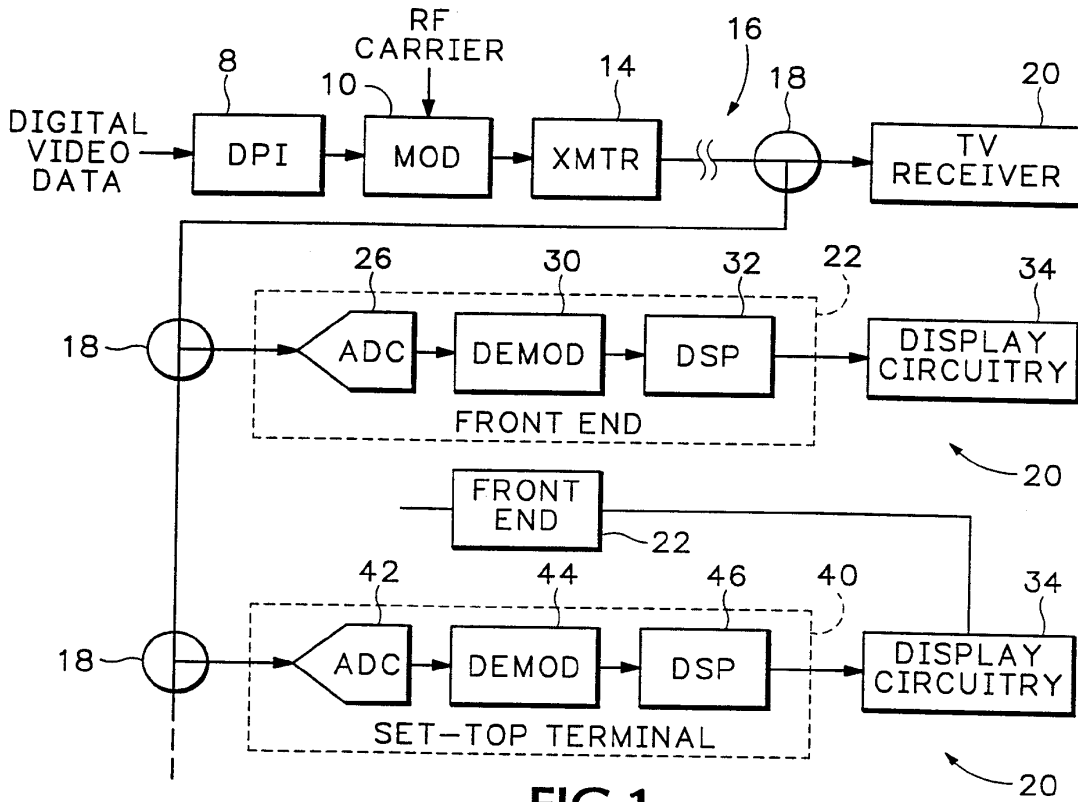 RF
CARRIER
8
10
14
16
18
20
DIGITAL
VIDEO
DATA
DPI
MOD
XMTR
TV
RECEIVER
26
30
32
22
34
18
ADC
DEMOD
DSP
DISPLAY
CIRCUITRY
FRONT END
20
FRONT
END
22
42
44
46
40
34
18
ADC
DEMOD
DSP
DISPLAY
CIRCUITRY
SET-TOP TERMINAL
20
FIG.1